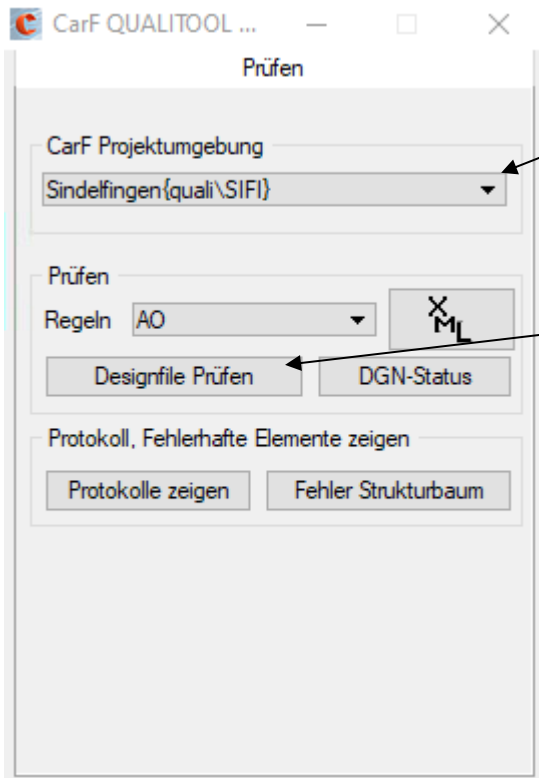 CarF QUALITOOL ...
Prüfen
CarF Projektumgebung
Sindelfingen{quali\SIFI}
Prüfen
Regeln AO XML
Designfile Prüfen DGN-Status
Protokoll, Fehlerhafte Elemente zeigen
Protokolle zeigen Fehler Strukturbaum